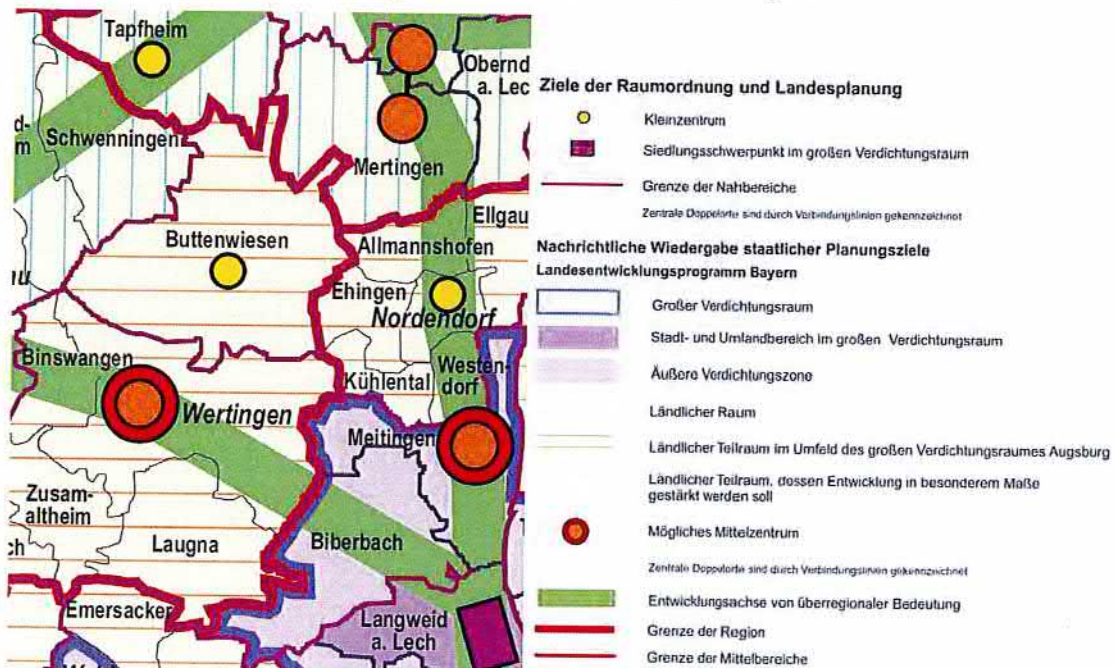 Tapfheim
Obernd
a. Lec
d-
m
Schwenningen
Mertingen
Ellgau
Buttenwiesen
Allmannshofen
Ehingen
Nordendorf
Binswangen
Westen-
dorf
Kühlental
Wertingen
Meitingen
Zusam-
altheim
ch
Laugna
Biberbach
Emersacker
Langweid
a. Lech
Ziele der Raumordnung und Landesplanung
Kleinzentrum
Siedlungsschwerpunkt im großen Verdichtungsraum
Grenze der Nahbereiche
Zentrale Doppelorte sind durch Verbindungslinien gekennzeichnet
Nachrichtliche Wiedergabe staatlicher Planungsziele
Landesentwicklungsprogramm Bayern
Großer Verdichtungsraum
Stadt- und Umlandbereich im großen Verdichtungsraum
Äußere Verdichtungszone
Ländlicher Raum
Ländlicher Teilraum im Umfeld des großen Verdichtungsraumes Augsburg
Ländlicher Teilraum, dessen Entwicklung in besonderem Maße
gestärkt werden soll
Mögliches Mittelzentrum
Zentrale Doppelorte sind durch Verbindungslinien gekennzeichnet
Entwicklungsachse von überregionaler Bedeutung
Grenze der Region
Grenze der Mittelbereiche